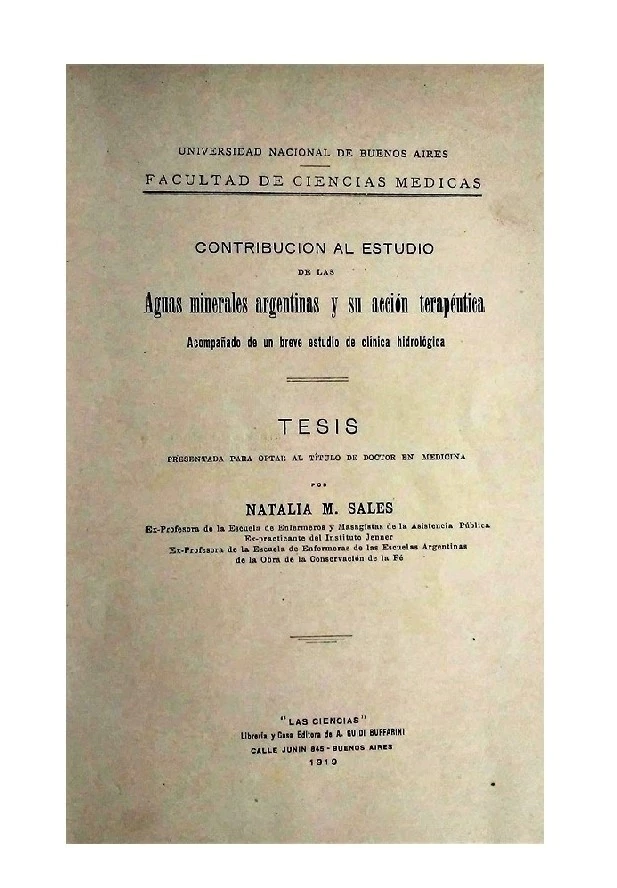 UNIVERSIDAD NACIONAL DE BUENOS AIRES
FACULTAD DE CIENCIAS MEDICAS
CONTRIBUCION AL ESTUDIO
DE LAS
Aguas minerales argentinas y su acción terapéutica
Acompañado de un breve estudio de clínica hidrológica
TESIS
PRESENTADA PARA OPTAR AL TÍTULO DE DOCTOR EN MEDICINA
POR
NATALIA M. SALES
Ex-Profesora de la Escuela de Enfermeros y Masagistas de la Asistencia Pública
Ex-practicante del Instituto Jenner
Ex-Profesora de la Escuela de Enfermeras de las Escuelas Argentinas
de la Obra de la Conservación de la Fé
"LAS CIENCIAS"
Librería y Casa Editora de A. GUIDI BUFFARINI
CALLE JUNIN 845 - BUENOS AIRES
1919